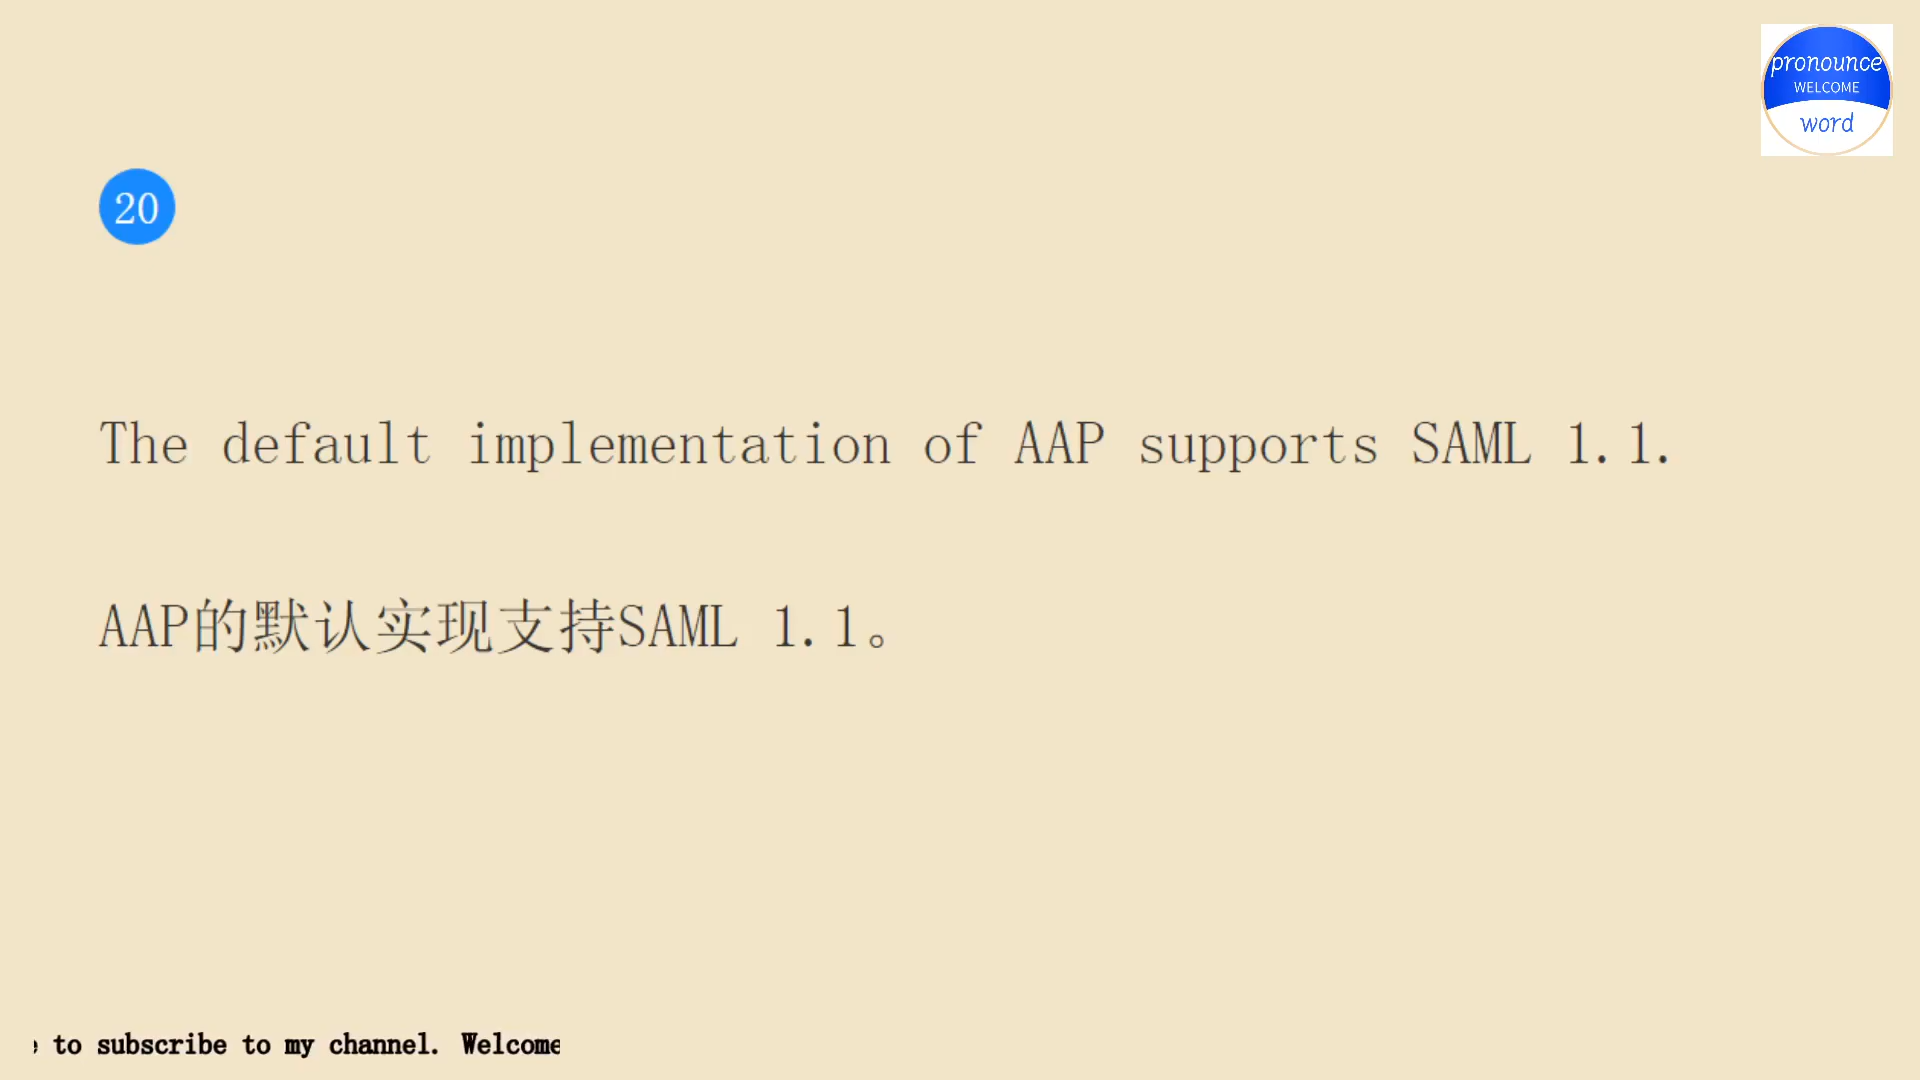 pronounce
WELCOME
word
20
The default implementation of AAP supports SAML 1.1.
AAP的默认实现支持SAML 1.1。
to subscribe to my channel. Welcome